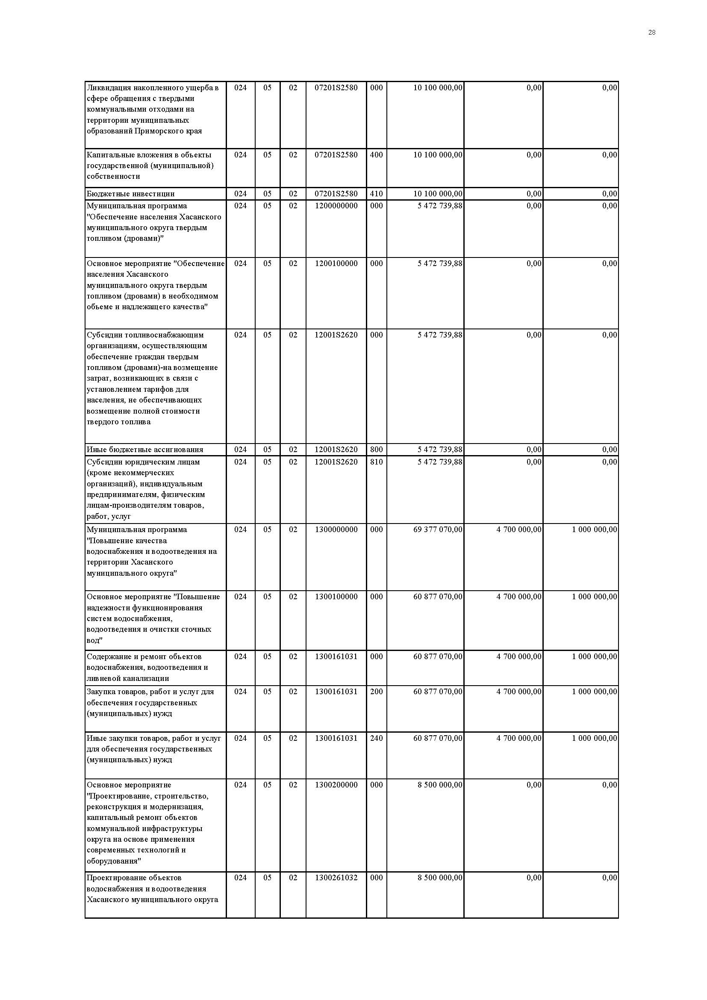 28
Ликвидация накопленного ущерба в 024 05 02 07201S2580 000 10 100 000,00 0,00 0,00
сфере обращения с твердыми
коммунальными отходами на
территории муниципальных
образований Приморского края
Капитальные вложения в объекты 024 05 02 07201S2580 400 10 100 000,00 0,00 0,00
государственной (муниципальной)
собственности
Бюджетные инвестиции 024 05 02 07201S2580 410 10 100 000,00 0,00 0,00
Муниципальная программа 024 05 02 1200000000 000 5 472 739,88 0,00 0,00
"Обеспечение населения Хасанского
муниципального округа твердым
топливом (дровами)"
Основное мероприятие "Обеспечение 024 05 02 1200100000 000 5 472 739,88 0,00 0,00
населения Хасанского
муниципального округа твердым
топливом (дровами) в необходимом
объеме и надлежащего качества"
Субсидии топливоснабжающим 024 05 02 12001S2620 000 5 472 739,88 0,00 0,00
организациям, осуществляющим
обеспечение граждан твердым
топливом (дровами)-на возмещение
затрат, возникающих в связи с
установлением тарифов для
населения, не обеспечивающих
возмещение полной стоимости
твердого топлива
Иные бюджетные ассигнования 024 05 02 12001S2620 800 5 472 739,88 0,00 0,00
Субсидии юридическим лицам 024 05 02 12001S2620 810 5 472 739,88 0,00 0,00
(кроме некоммерческих
организаций), индивидуальным
предпринимателям, физическим
лицам-производителям товаров,
работ, услуг
Муниципальная программа 024 05 02 1300000000 000 69 377 070,00 4 700 000,00 1 000 000,00
"Повышение качества
водоснабжения и водоотведения на
территории Хасанского
муниципального округа"
Основное мероприятие "Повышение 024 05 02 1300100000 000 60 877 070,00 4 700 000,00 1 000 000,00
надежности функционирования
систем водоснабжения,
водоотведения и очистки сточных
вод"
Содержание и ремонт объектов 024 05 02 1300161031 000 60 877 070,00 4 700 000,00 1 000 000,00
водоснабжения, водоотведения и
ливневой канализации
Закупка товаров, работ и услуг для 024 05 02 1300161031 200 60 877 070,00 4 700 000,00 1 000 000,00
обеспечения государственных
(муниципальных) нужд
Иные закупки товаров, работ и услуг 024 05 02 1300161031 240 60 877 070,00 4 700 000,00 1 000 000,00
для обеспечения государственных
(муниципальных) нужд
Основное мероприятие 024 05 02 1300200000 000 8 500 000,00 0,00 0,00
"Проектирование, строительство,
реконструкция и модернизация,
капитальный ремонт объектов
коммунальной инфраструктуры
округа на основе применения
современных технологий и
оборудования"
Проектирование объектов 024 05 02 1300261032 000 8 500 000,00 0,00 0,00
водоснабжения и водоотведения
Хасанского муниципального округа